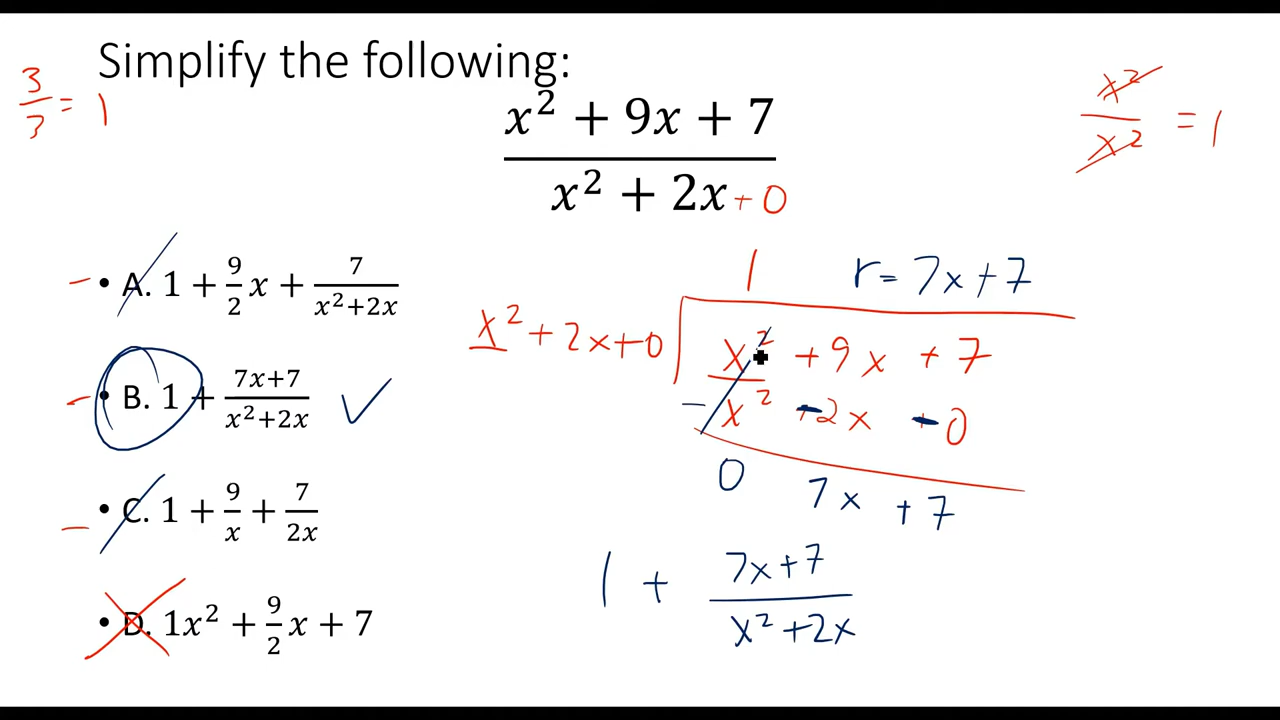 Simplify the following:
3/3 = 1
x²/x² = 1
(x² + 9x + 7)/(x² + 2x + 0)
• A. 1 + 9/2 x + 7/(x²+2x)
• B. 1 + (7x+7)/(x²+2x) ✓
• C. 1 + 9/x + 7/(2x)
• D. 1x² + 9/2 x + 7
1 r = 7x+7
x² + 2x + 0 x² + 9x + 7
- x² - 2x - 0
0 7x + 7
1 + (7x+7)/(x² + 2x)